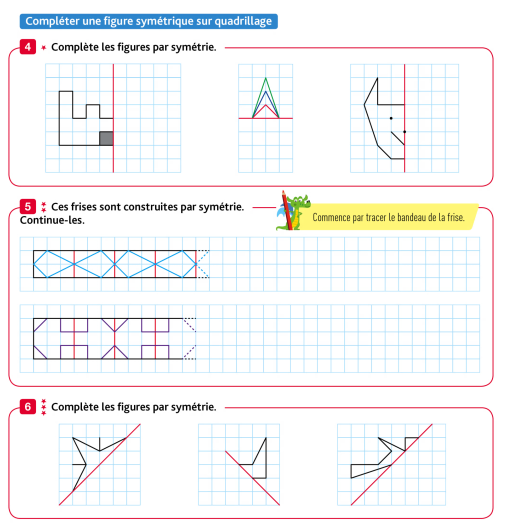 Compléter une figure symétrique sur quadrillage
4 ★ Complète les figures par symétrie.
5 ★★ Ces frises sont construites par symétrie.
Continue-les.
Commence par tracer le bandeau de la frise.
6 ★★★ Complète les figures par symétrie.